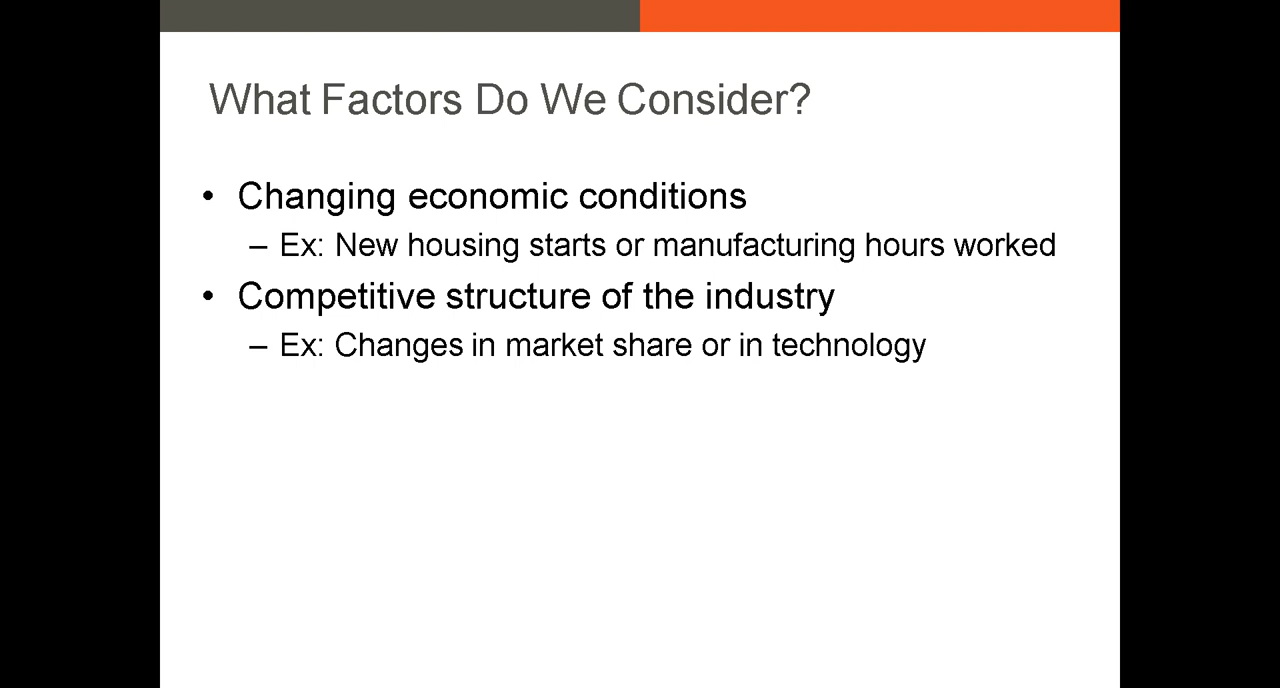 What Factors Do We Consider?
• Changing economic conditions
– Ex: New housing starts or manufacturing hours worked
• Competitive structure of the industry
– Ex: Changes in market share or in technology